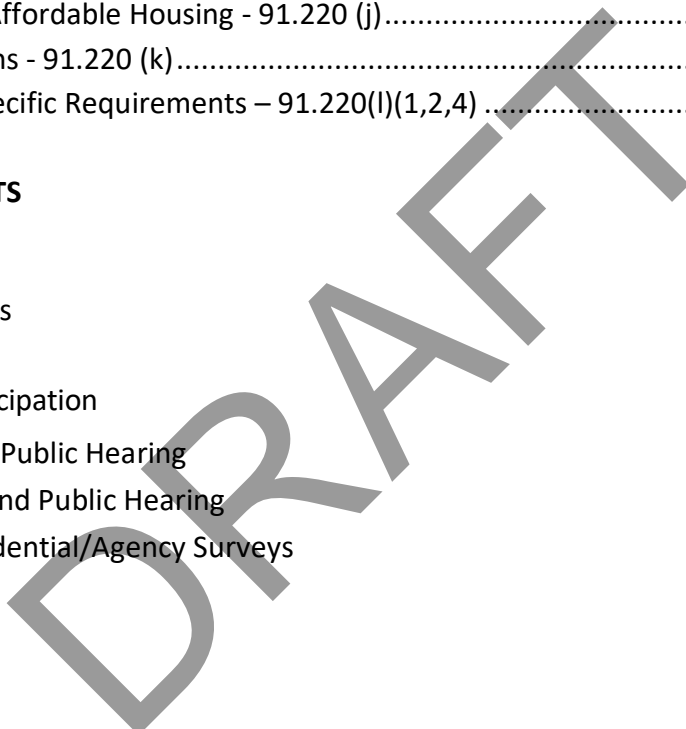 Affordable Housing - 91.220 (j)................................................
ns - 91.220 (k)..................................................................................
ecific Requirements – 91.220(l)(1,2,4) ................................
TS
s
cipation
Public Hearing
nd Public Hearing
dential/Agency Surveys
DRAFT